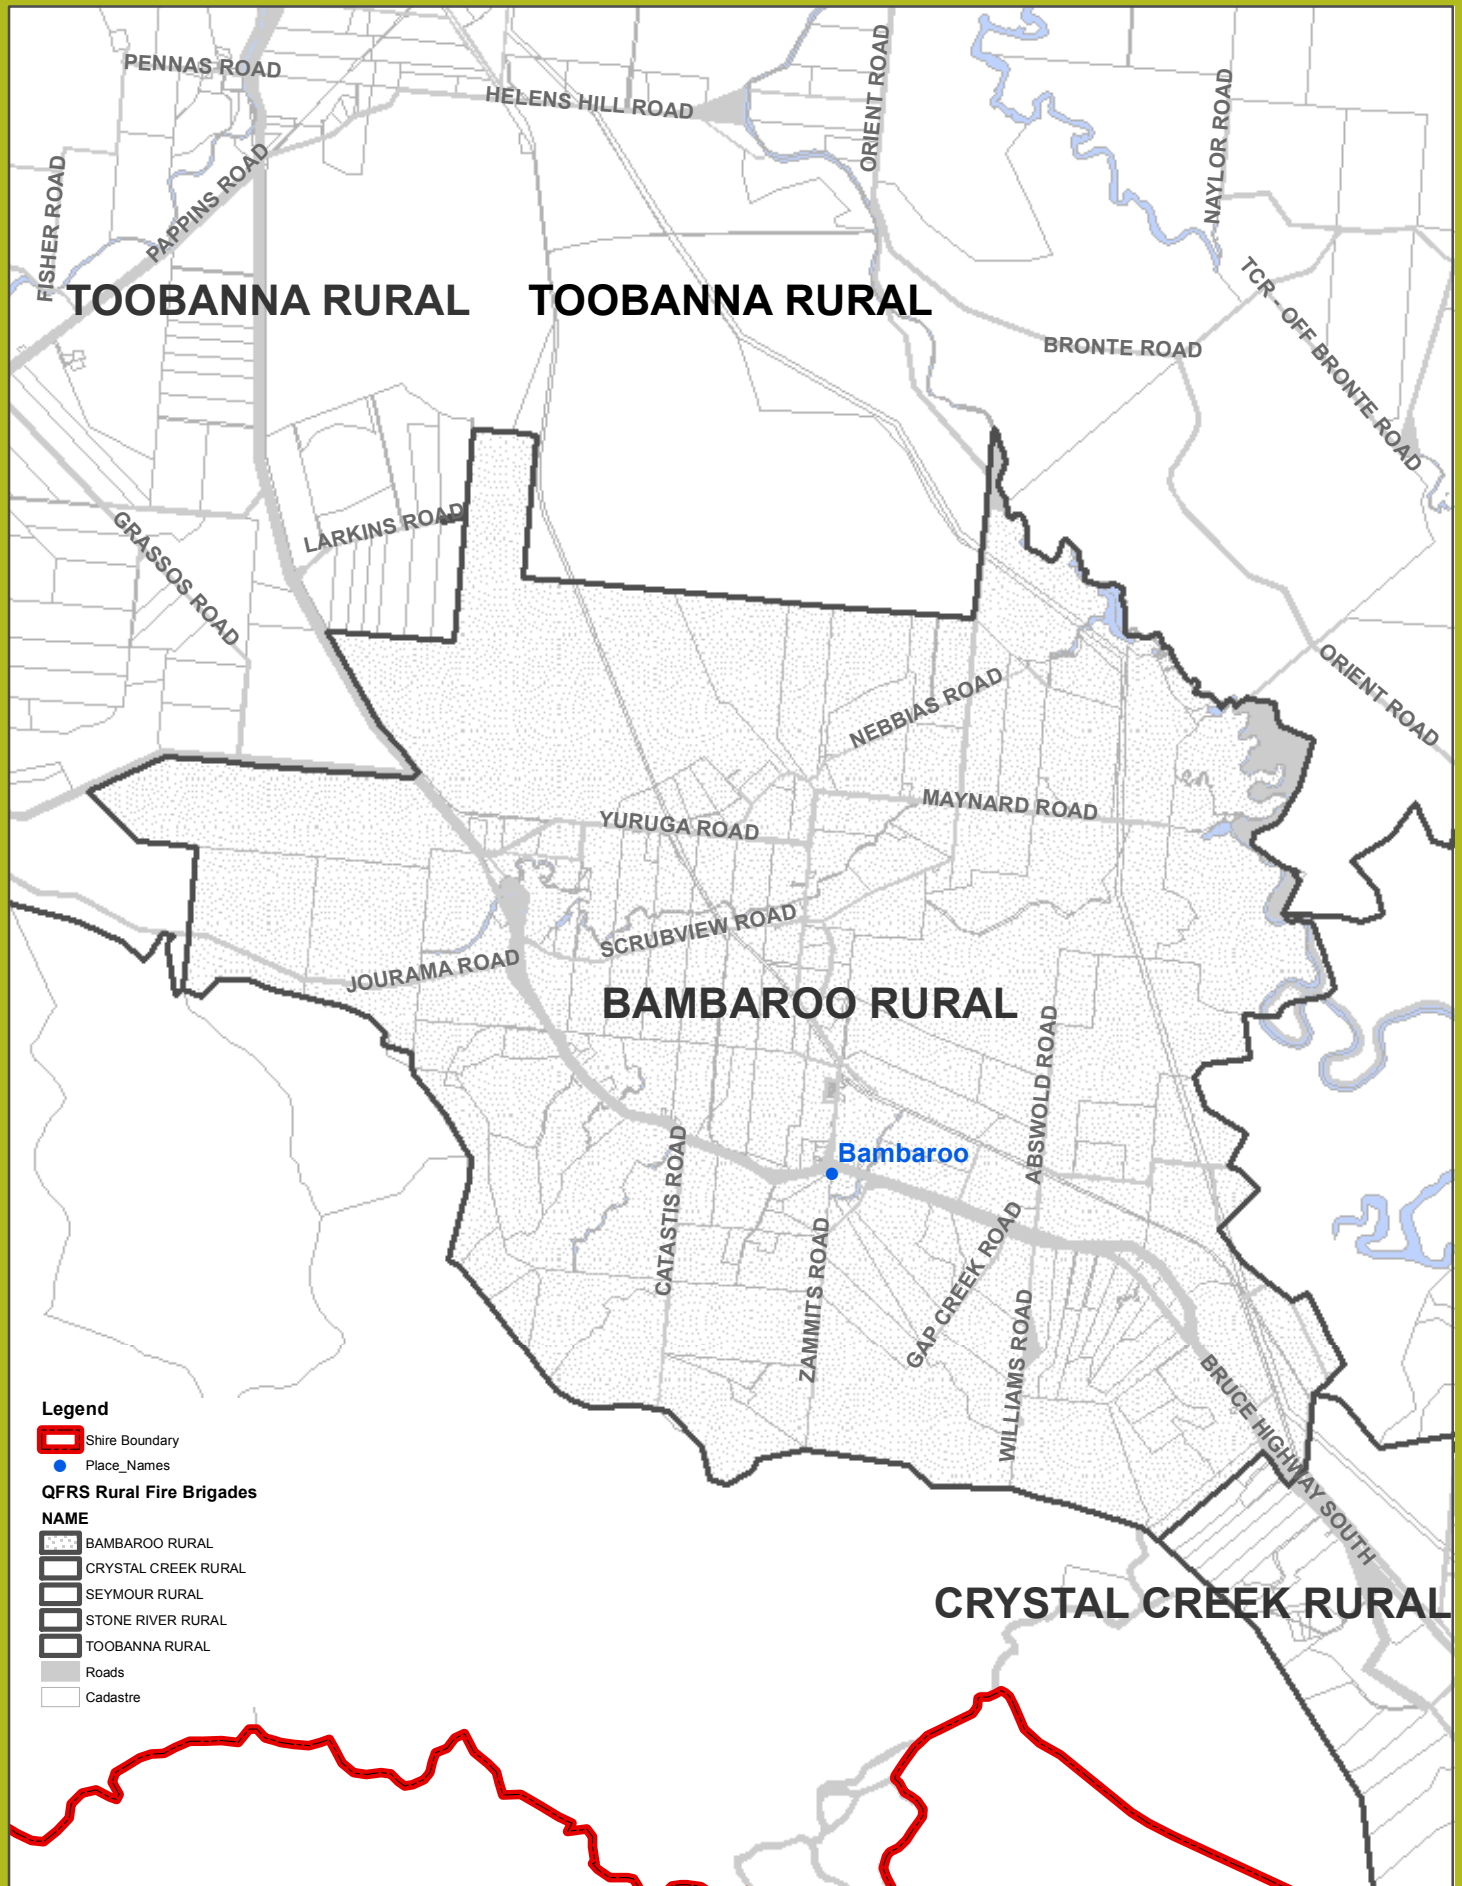 PENNAS ROAD
HELENS HILL ROAD
ORIENT ROAD
NAYLOR ROAD
FISHER ROAD
PAPPINS ROAD
TOOBANNA RURAL
TOOBANNA RURAL
TCR - OFF BRONTE ROAD
BRONTE ROAD
GRASSOS ROAD
LARKINS ROAD
ORIENT ROAD
NEBBIAS ROAD
MAYNARD ROAD
YURUGA ROAD
SCRUBVIEW ROAD
JOURAMA ROAD
BAMBAROO RURAL
ABSWOLD ROAD
Bambaroo
CATASTIS ROAD
ZAMMITS ROAD
GAP CREEK ROAD
WILLIAMS ROAD
BRUCE HIGHWAY SOUTH
CRYSTAL CREEK RURAL
Legend
Shire Boundary
Place_Names
QFRS Rural Fire Brigades
NAME
BAMBAROO RURAL
CRYSTAL CREEK RURAL
SEYMOUR RURAL
STONE RIVER RURAL
TOOBANNA RURAL
Roads
Cadastre